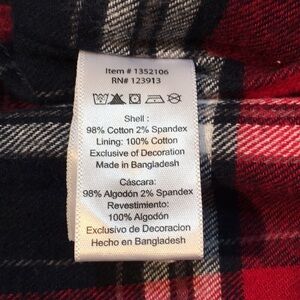 Item # 1352106
RN# 123913
Shell :
98% Cotton 2% Spandex
Lining: 100% Cotton
Exclusive of Decoration
Made in Bangladesh
Cáscara:
98% Algodón 2% Spandex
Revestimiento:
100% Algodón
Exclusivo de Decoracion
Hecho en Bangladesh